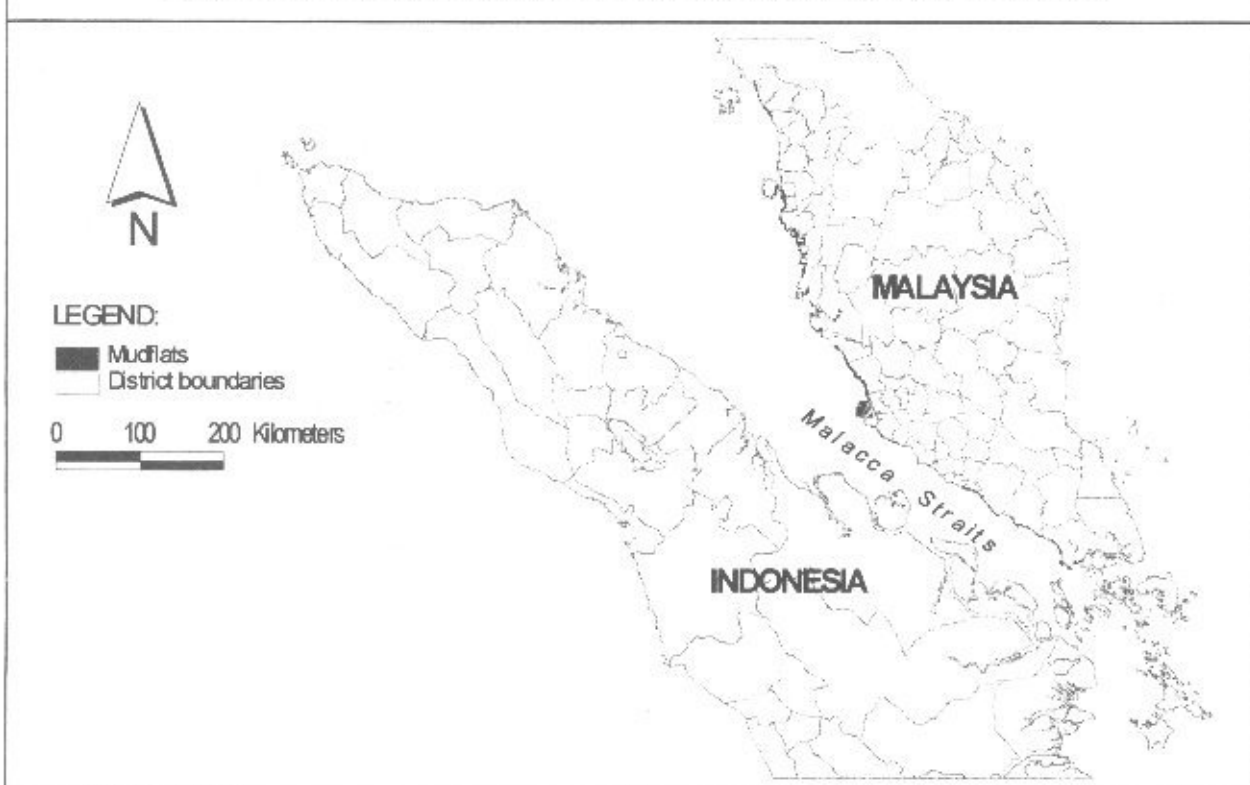 N
LEGEND:
Mudflats
District boundaries
0 100 200 Kilometers
MALAYSIA
Malacca Straits
INDONESIA